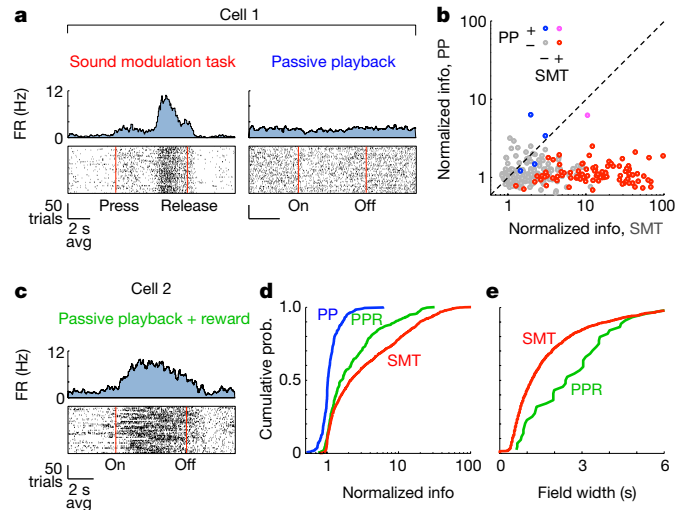 a
Cell 1
Sound modulation task
Passive playback
FR (Hz)
12
0
12
0
50
trials
2 s
avg
Press
Release
On
Off
b
100
10
1
Normalized info, PP
PP
+
−
− +
SMT
1
10
100
Normalized info, SMT
c
Cell 2
Passive playback + reward
FR (Hz)
12
0
50
trials
2 s
avg
On
Off
d
1.0
0.5
0
Cumulative prob.
PP
PPR
SMT
1
10
100
Normalized info
e
SMT
PPR
0
3
6
Field width (s)